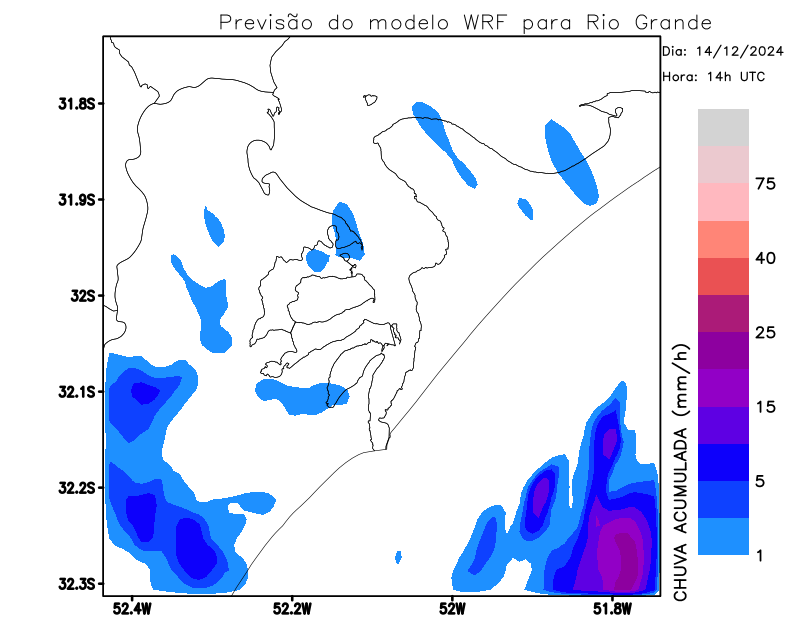 Previsão do modelo WRF para Rio Grande
Dia: 14/12/2024
Hora: 14h UTC
31.8S
31.9S
32S
32.1S
32.2S
32.3S
52.4W
52.2W
52W
51.8W
75
40
25
15
5
1
CHUVA ACUMULADA (mm/h)